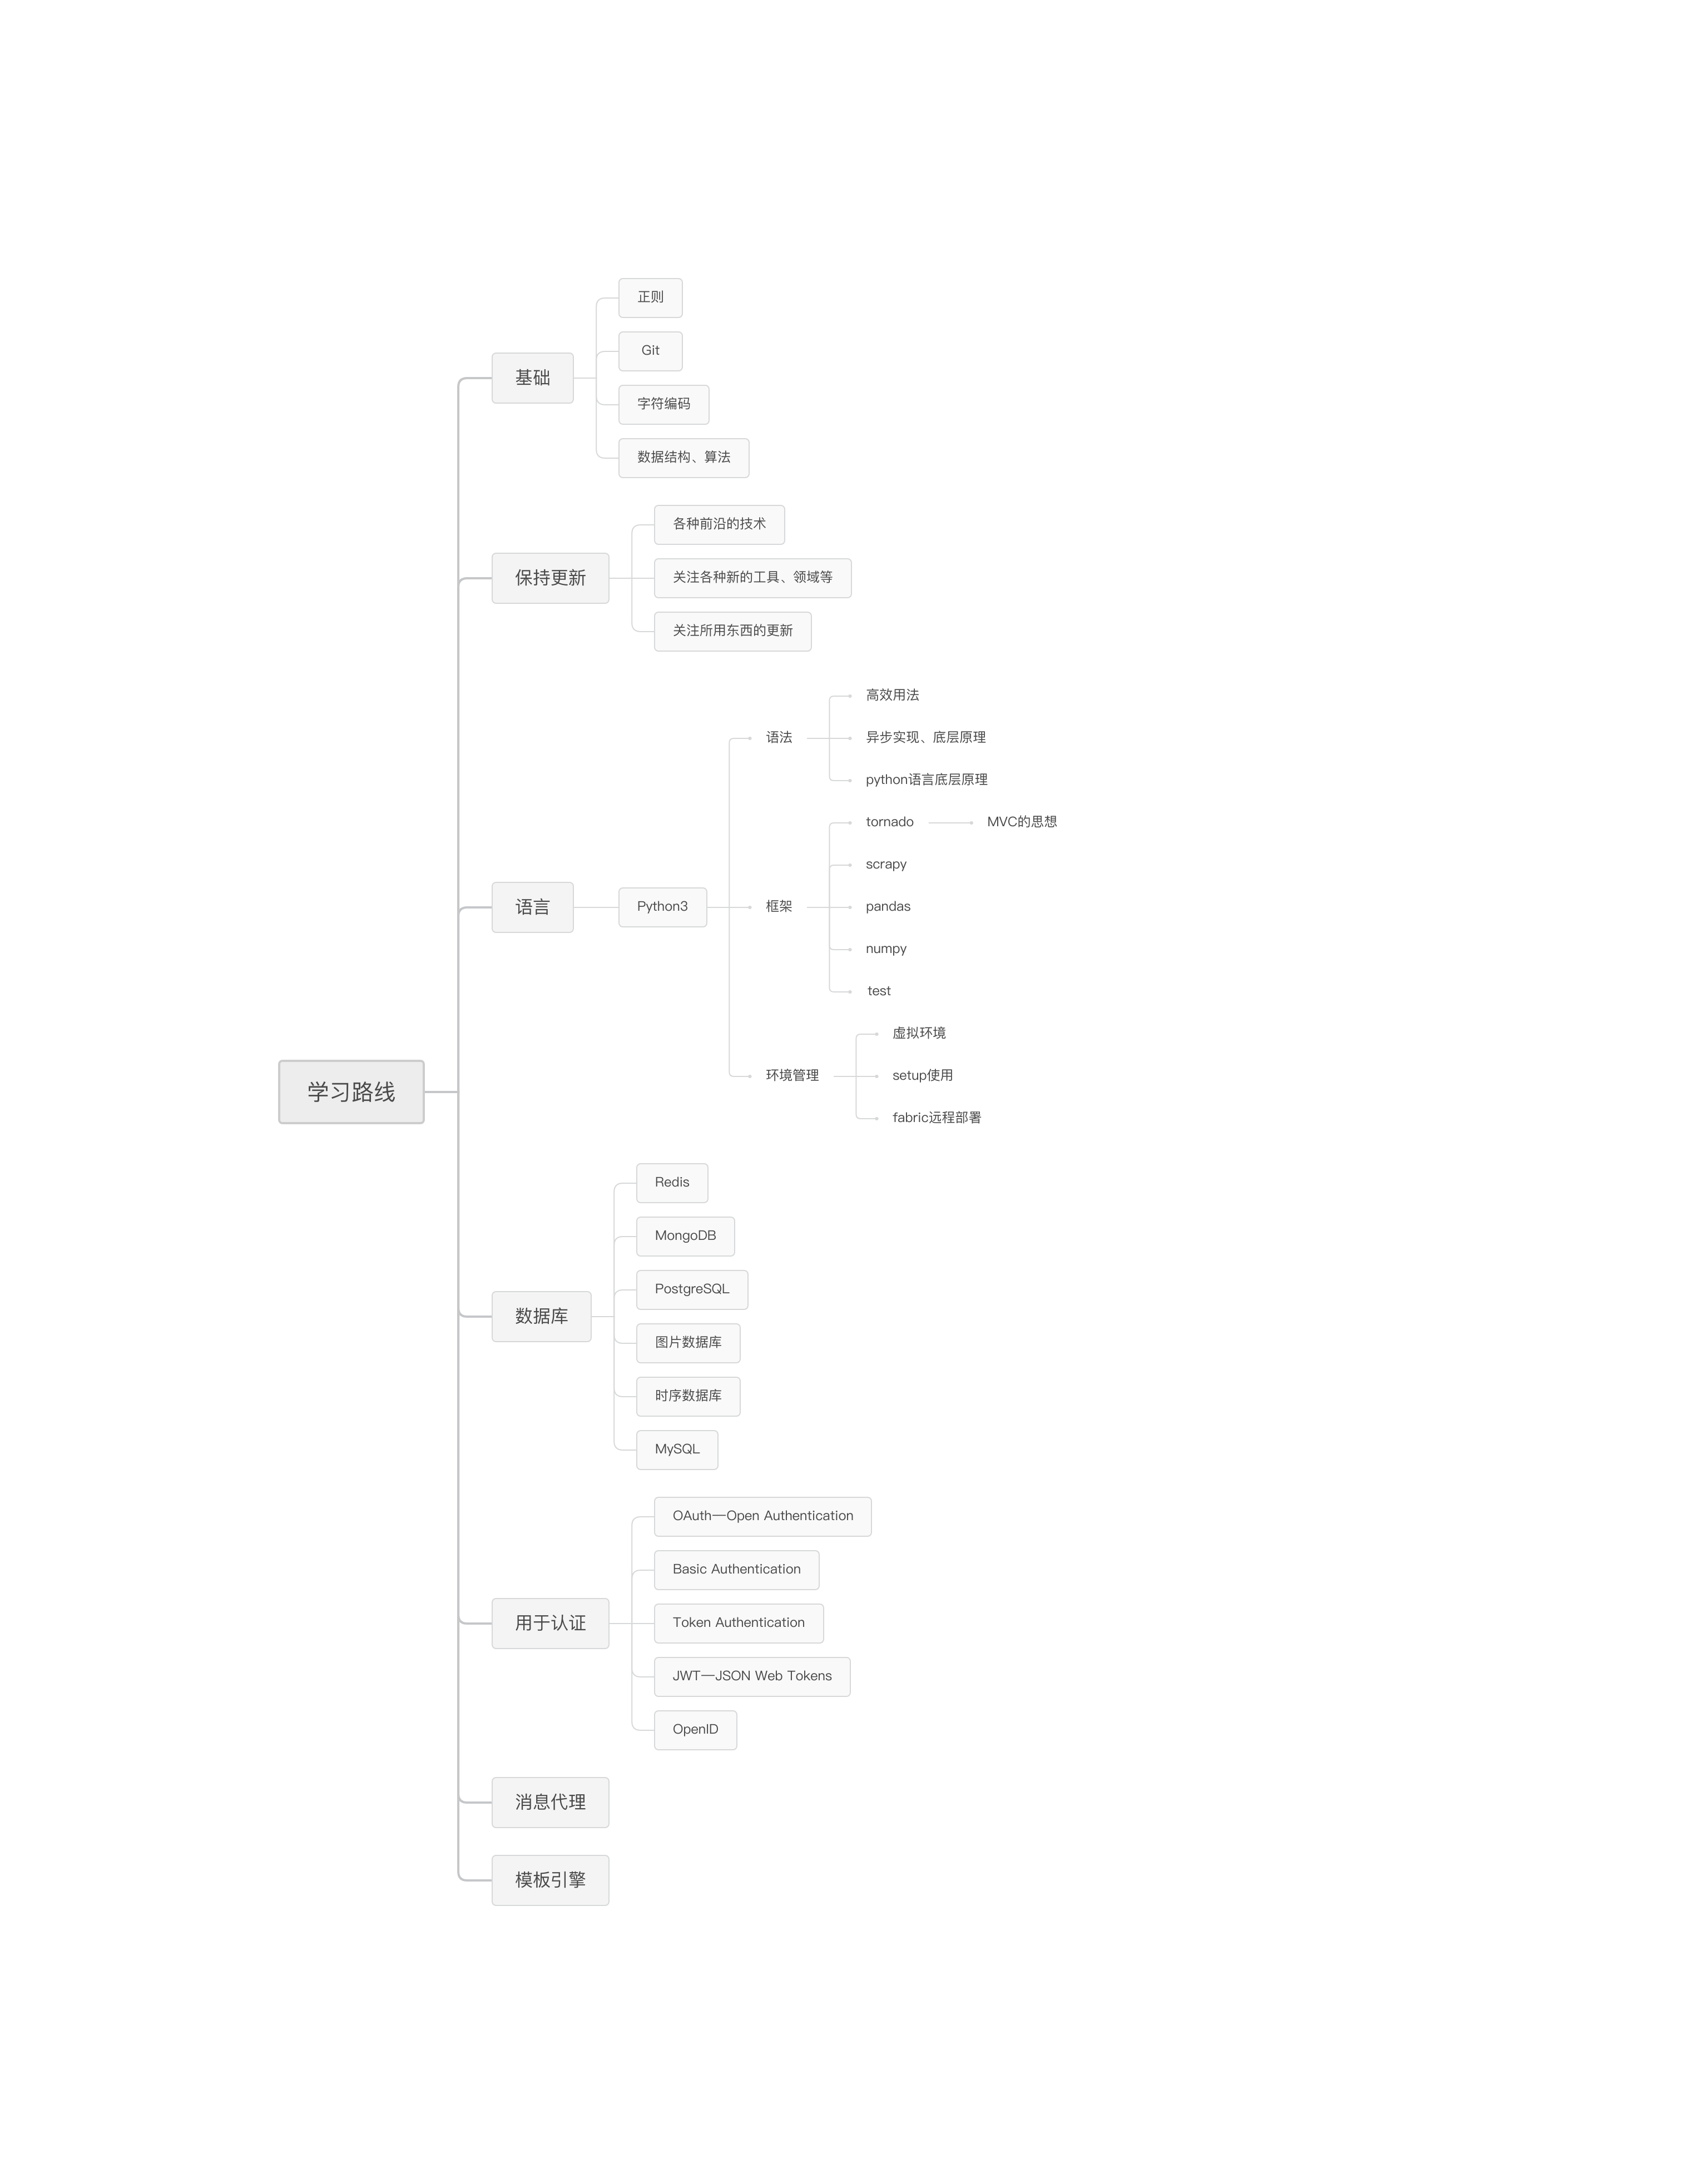 学习路线
基础
正则
Git
字符编码
数据结构、算法
保持更新
各种前沿的技术
关注各种新的工具、领域等
关注所用东西的更新
语言
Python3
语法
高效用法
异步实现、底层原理
python语言底层原理
框架
tornado
MVC的思想
scrapy
pandas
numpy
test
环境管理
虚拟环境
setup使用
fabric远程部署
数据库
Redis
MongoDB
PostgreSQL
图片数据库
时序数据库
MySQL
用于认证
OAuth—Open Authentication
Basic Authentication
Token Authentication
JWT—JSON Web Tokens
OpenID
消息代理
模板引擎